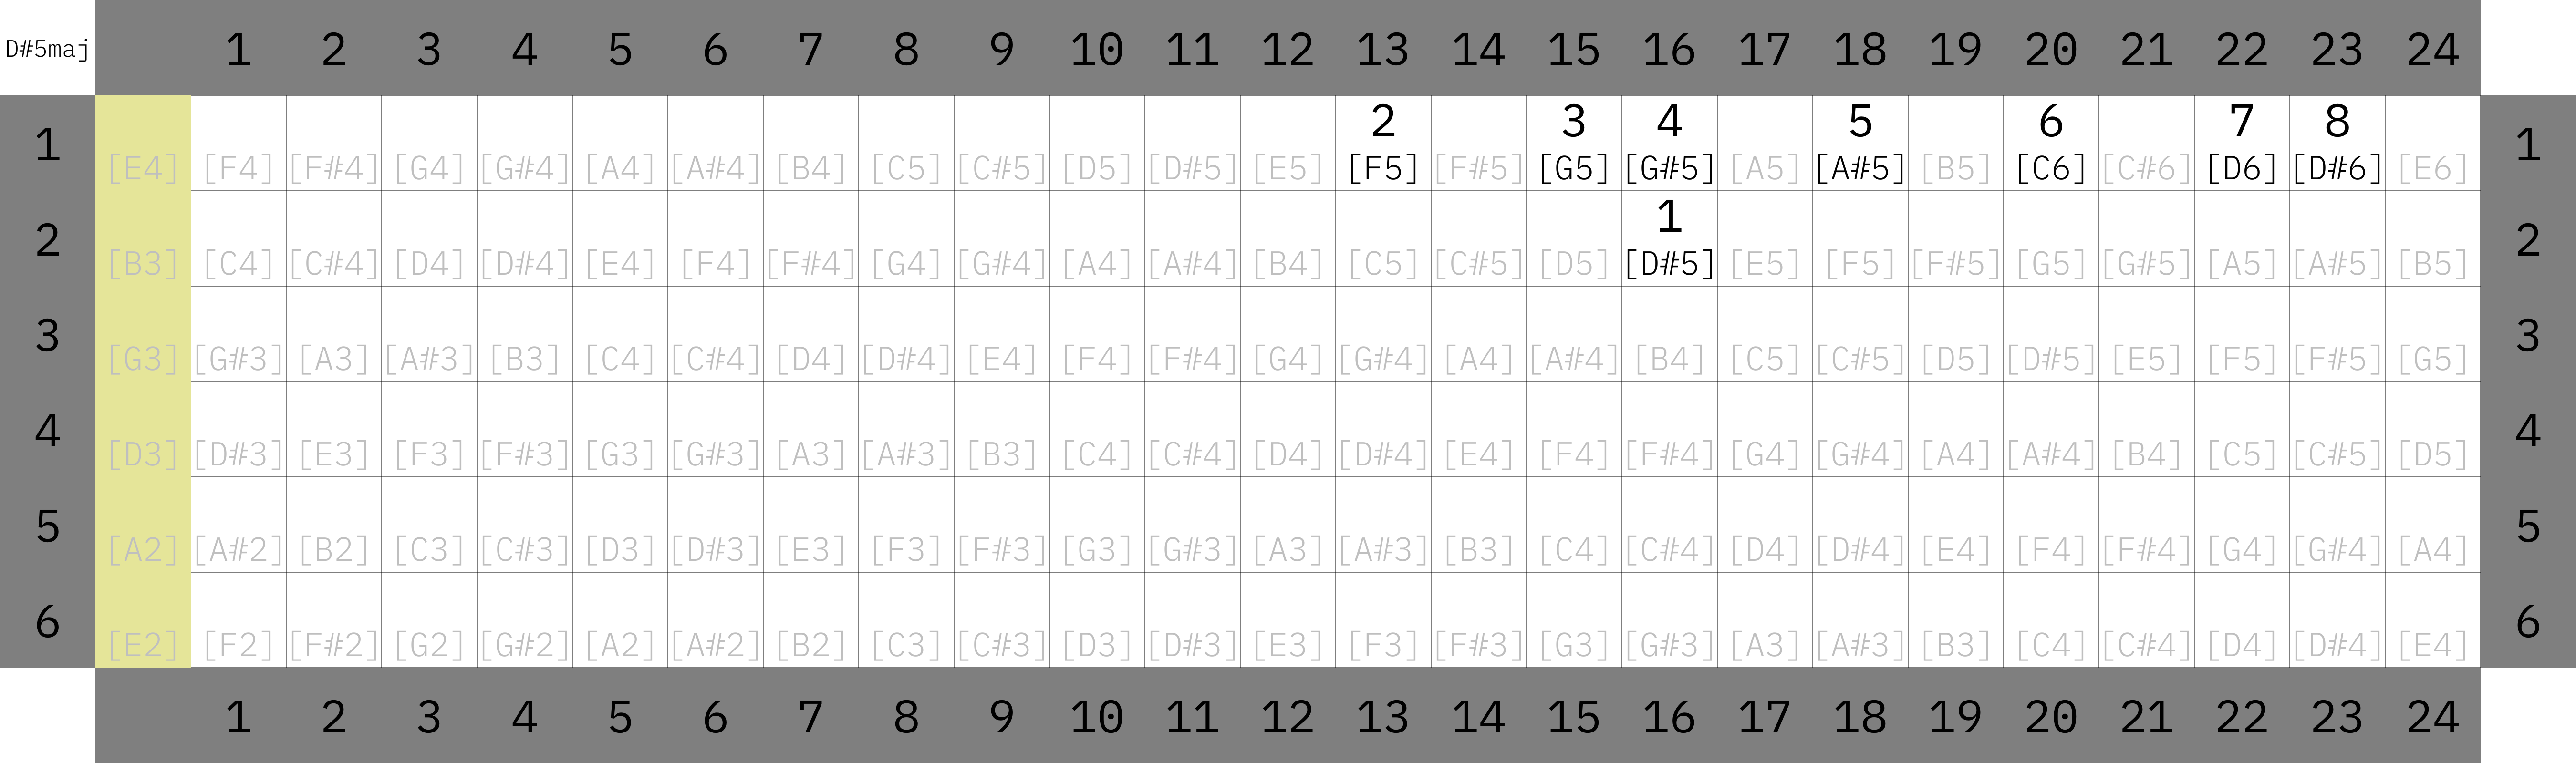 D#5maj 1 2 3 4 5 6 7 8 9 10 11 12 13 14 15 16 17 18 19 20 21 22 23 24
2 3 4 5 6 7 8
1 [E4] [F4] [F#4] [G4] [G#4] [A4] [A#4] [B4] [C5] [C#5] [D5] [D#5] [E5] [F5] [F#5] [G5] [G#5] [A5] [A#5] [B5] [C6] [C#6] [D6] [D#6] [E6] 1
1
2 [B3] [C4] [C#4] [D4] [D#4] [E4] [F4] [F#4] [G4] [G#4] [A4] [A#4] [B4] [C5] [C#5] [D5] [D#5] [E5] [F5] [F#5] [G5] [G#5] [A5] [A#5] [B5] 2
3 [G3] [G#3] [A3] [A#3] [B3] [C4] [C#4] [D4] [D#4] [E4] [F4] [F#4] [G4] [G#4] [A4] [A#4] [B4] [C5] [C#5] [D5] [D#5] [E5] [F5] [F#5] [G5] 3
4 [D3] [D#3] [E3] [F3] [F#3] [G3] [G#3] [A3] [A#3] [B3] [C4] [C#4] [D4] [D#4] [E4] [F4] [F#4] [G4] [G#4] [A4] [A#4] [B4] [C5] [C#5] [D5] 4
5 [A2] [A#2] [B2] [C3] [C#3] [D3] [D#3] [E3] [F3] [F#3] [G3] [G#3] [A3] [A#3] [B3] [C4] [C#4] [D4] [D#4] [E4] [F4] [F#4] [G4] [G#4] [A4] 5
6 [E2] [F2] [F#2] [G2] [G#2] [A2] [A#2] [B2] [C3] [C#3] [D3] [D#3] [E3] [F3] [F#3] [G3] [G#3] [A3] [A#3] [B3] [C4] [C#4] [D4] [D#4] [E4] 6
1 2 3 4 5 6 7 8 9 10 11 12 13 14 15 16 17 18 19 20 21 22 23 24